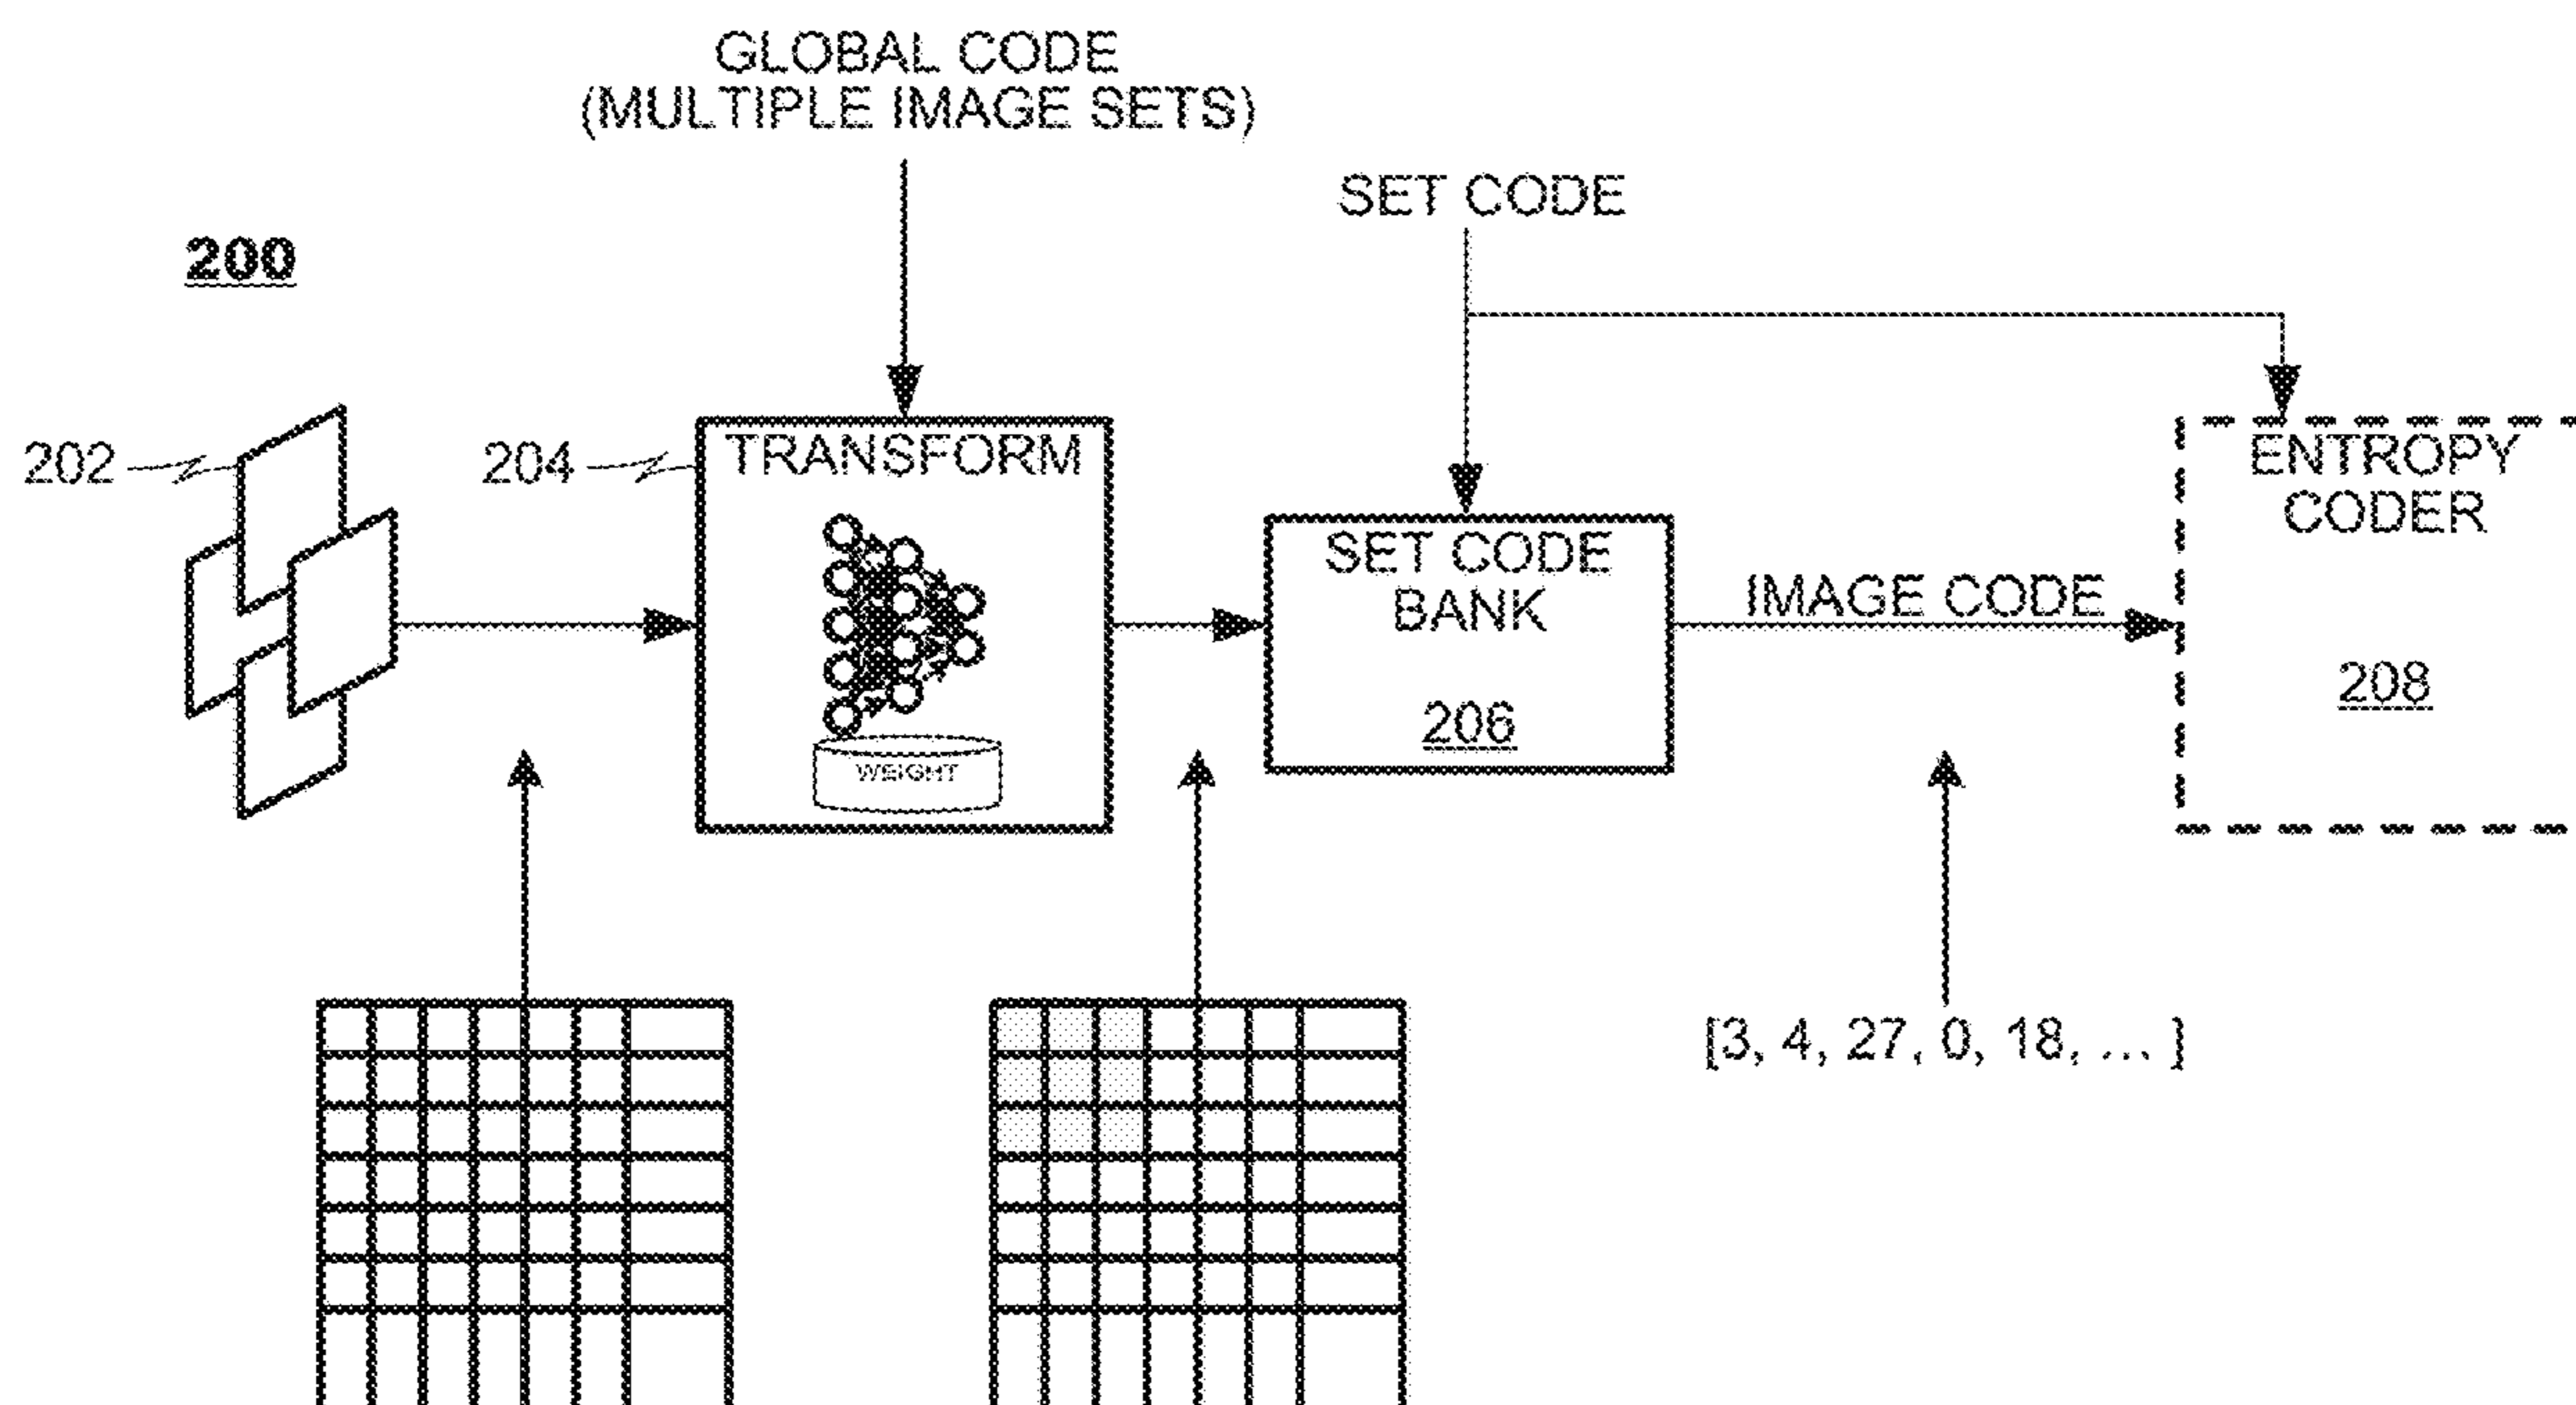 GLOBAL CODE
(MULTIPLE IMAGE SETS)
SET CODE
200
202
204
TRANSFORM
WEIGHT
SET CODE
BANK
206
IMAGE CODE
ENTROPY
CODER
208
[3, 4, 27, 0, 18, ... ]